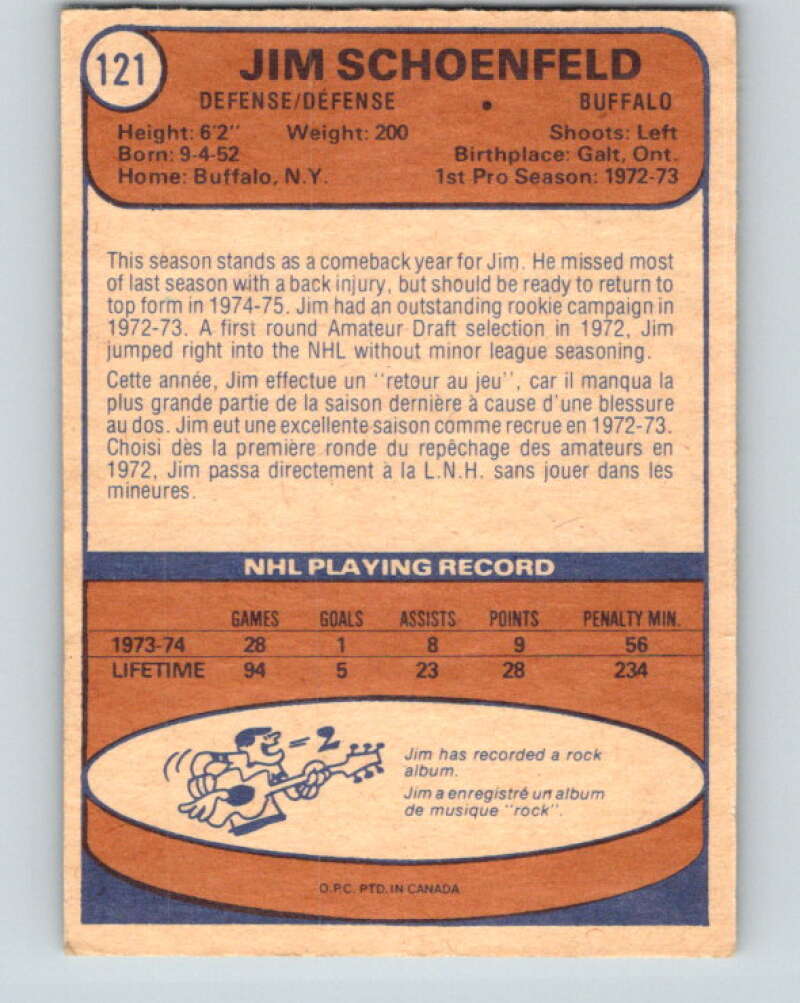 121
JIM SCHOENFELD
DEFENSE/DÉFENSE • BUFFALO
Height: 6'2" Weight: 200 Shoots: Left
Born: 9-4-52 Birthplace: Galt, Ont.
Home: Buffalo, N.Y. 1st Pro Season: 1972-73
This season stands as a comeback year for Jim. He missed most
of last season with a back injury, but should be ready to return to
top form in 1974-75. Jim had an outstanding rookie campaign in
1972-73. A first round Amateur Draft selection in 1972, Jim
jumped right into the NHL without minor league seasoning.
Cette année, Jim effectue un "retour au jeu", car il manqua la
plus grande partie de la saison dernière à cause d'une blessure
au dos. Jim eut une excellente saison comme recrue en 1972-73.
Choisi dès la première ronde du repêchage des amateurs en
1972, Jim passa directement à la L.N.H. sans jouer dans les
mineures.
NHL PLAYING RECORD
GAMES GOALS ASSISTS POINTS PENALTY MIN.
1973-74 28 1 8 9 56
LIFETIME 94 5 23 28 234
= 2
Jim has recorded a rock
album.
Jim a enregistré un album
de musique "rock".
O.P.C. PTD. IN CANADA